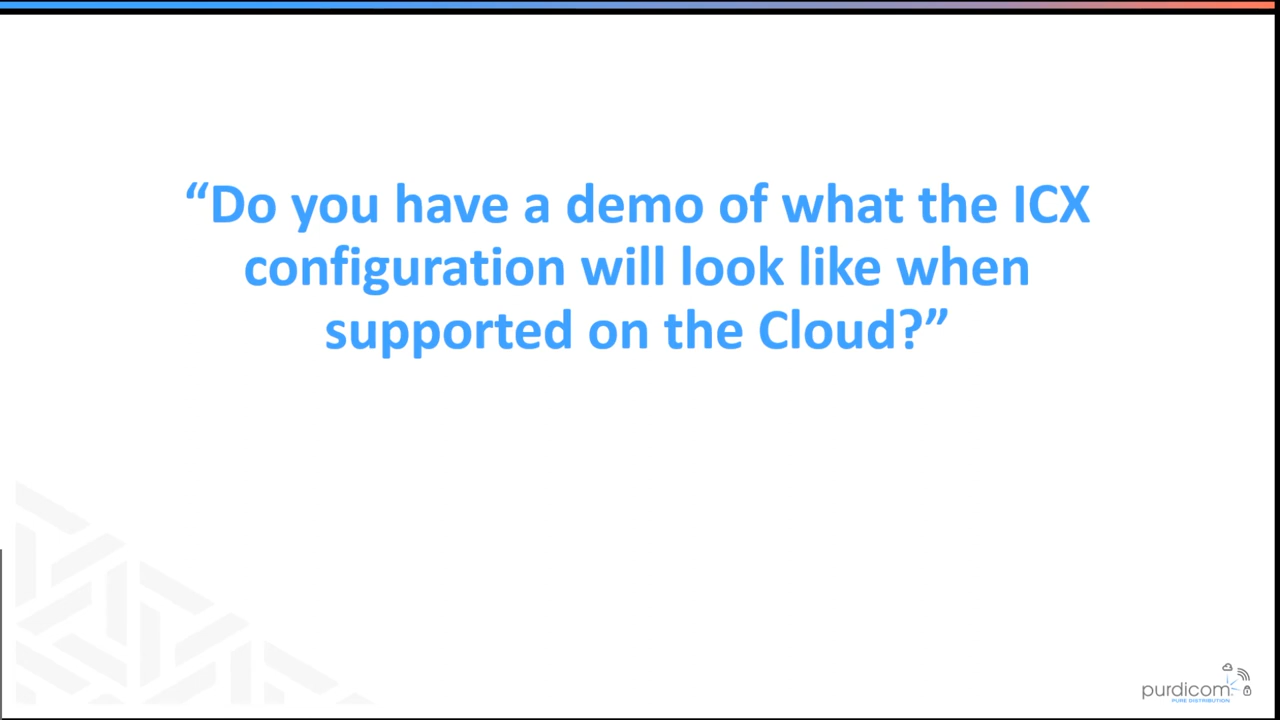 “Do you have a demo of what the ICX
configuration will look like when
supported on the Cloud?”
purdicom
PURE DISTRIBUTION